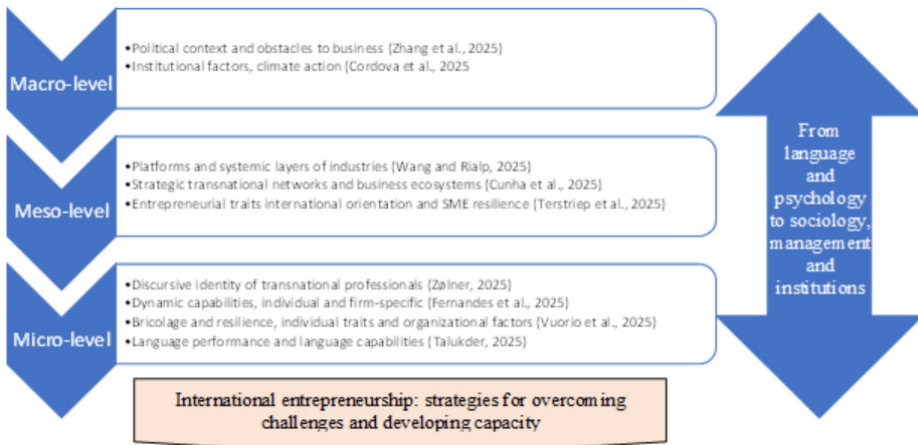 Macro-level
•Political context and obstacles to business (Zhang et al., 2025)
•Institutional factors, climate action (Cordova et al., 2025
Meso-level
•Platforms and systemic layers of industries (Wang and Rialp, 2025)
•Strategic transnational networks and business ecosystems (Cunha et al., 2025)
•Entrepreneurial traits international orientation and SME resilience (Terstriep et al., 2025)
Micro-level
•Discursive identity of transnational professionals (Zølner, 2025)
•Dynamic capabilities, individual and firm-specific (Fernandes et al., 2025)
•Bricolage and resilience, individual traits and organizational factors (Vuorio et al., 2025)
•Language performance and language capabilities (Talukder, 2025)
From
language
and
psychology
to sociology,
management
and
institutions
International entrepreneurship: strategies for overcoming
challenges and developing capacity